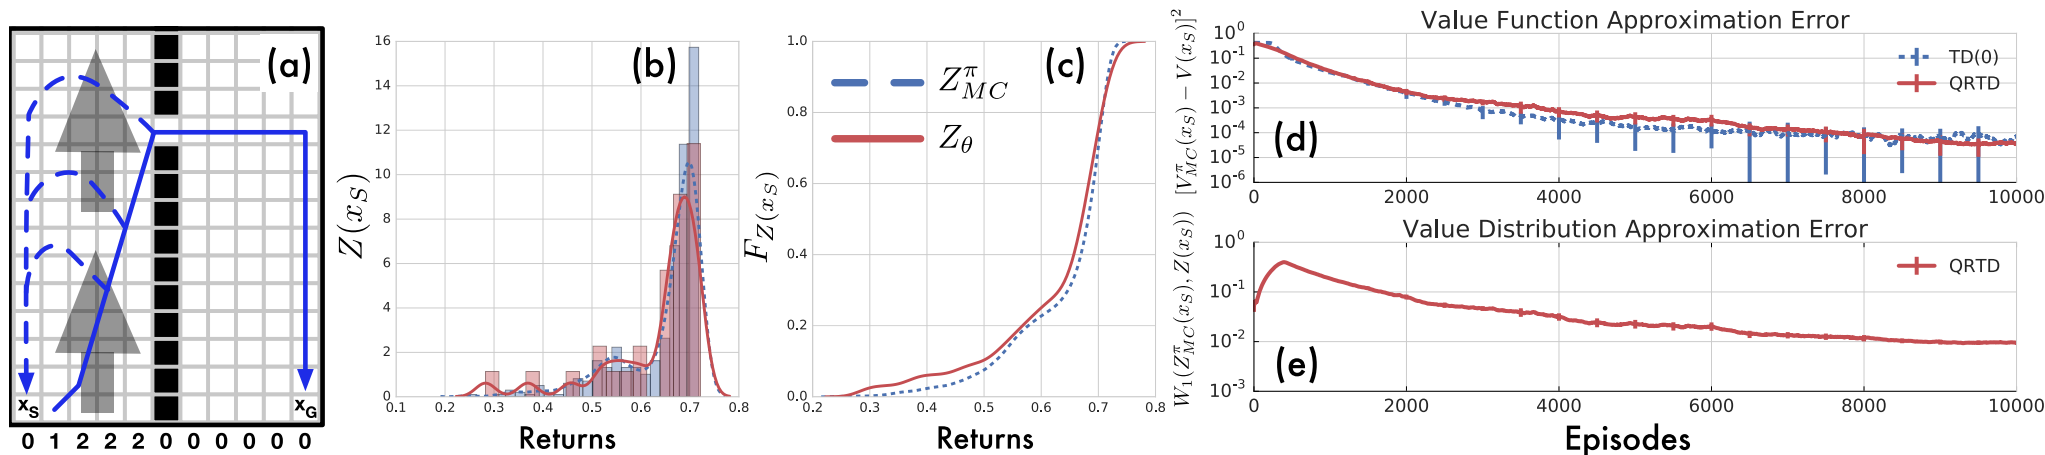 (a)
x_S
x_G
0 1 2 2 2 0 0 0 0 0 0
(b)
Z(x_S)
16
14
12
10
8
6
4
2
0
0.1 0.2 0.3 0.4 0.5 0.6 0.7 0.8
Returns
(c)
Z^π_MC
Z_θ
F_Z(x_S)
1.0
0.8
0.6
0.4
0.2
0.0
0.2 0.3 0.4 0.5 0.6 0.7 0.8
Returns
Value Function Approximation Error
[V^π_MC(x_S) − V(x_S)]^2
10^0
10^-1
10^-2
10^-3
10^-4
10^-5
10^-6
TD(0)
QRTD
(d)
0 2000 4000 6000 8000 10000
Value Distribution Approximation Error
W_1(Z^π_MC(x_S), Z(x_S))
10^0
10^-1
10^-2
10^-3
QRTD
(e)
0 2000 4000 6000 8000 10000
Episodes